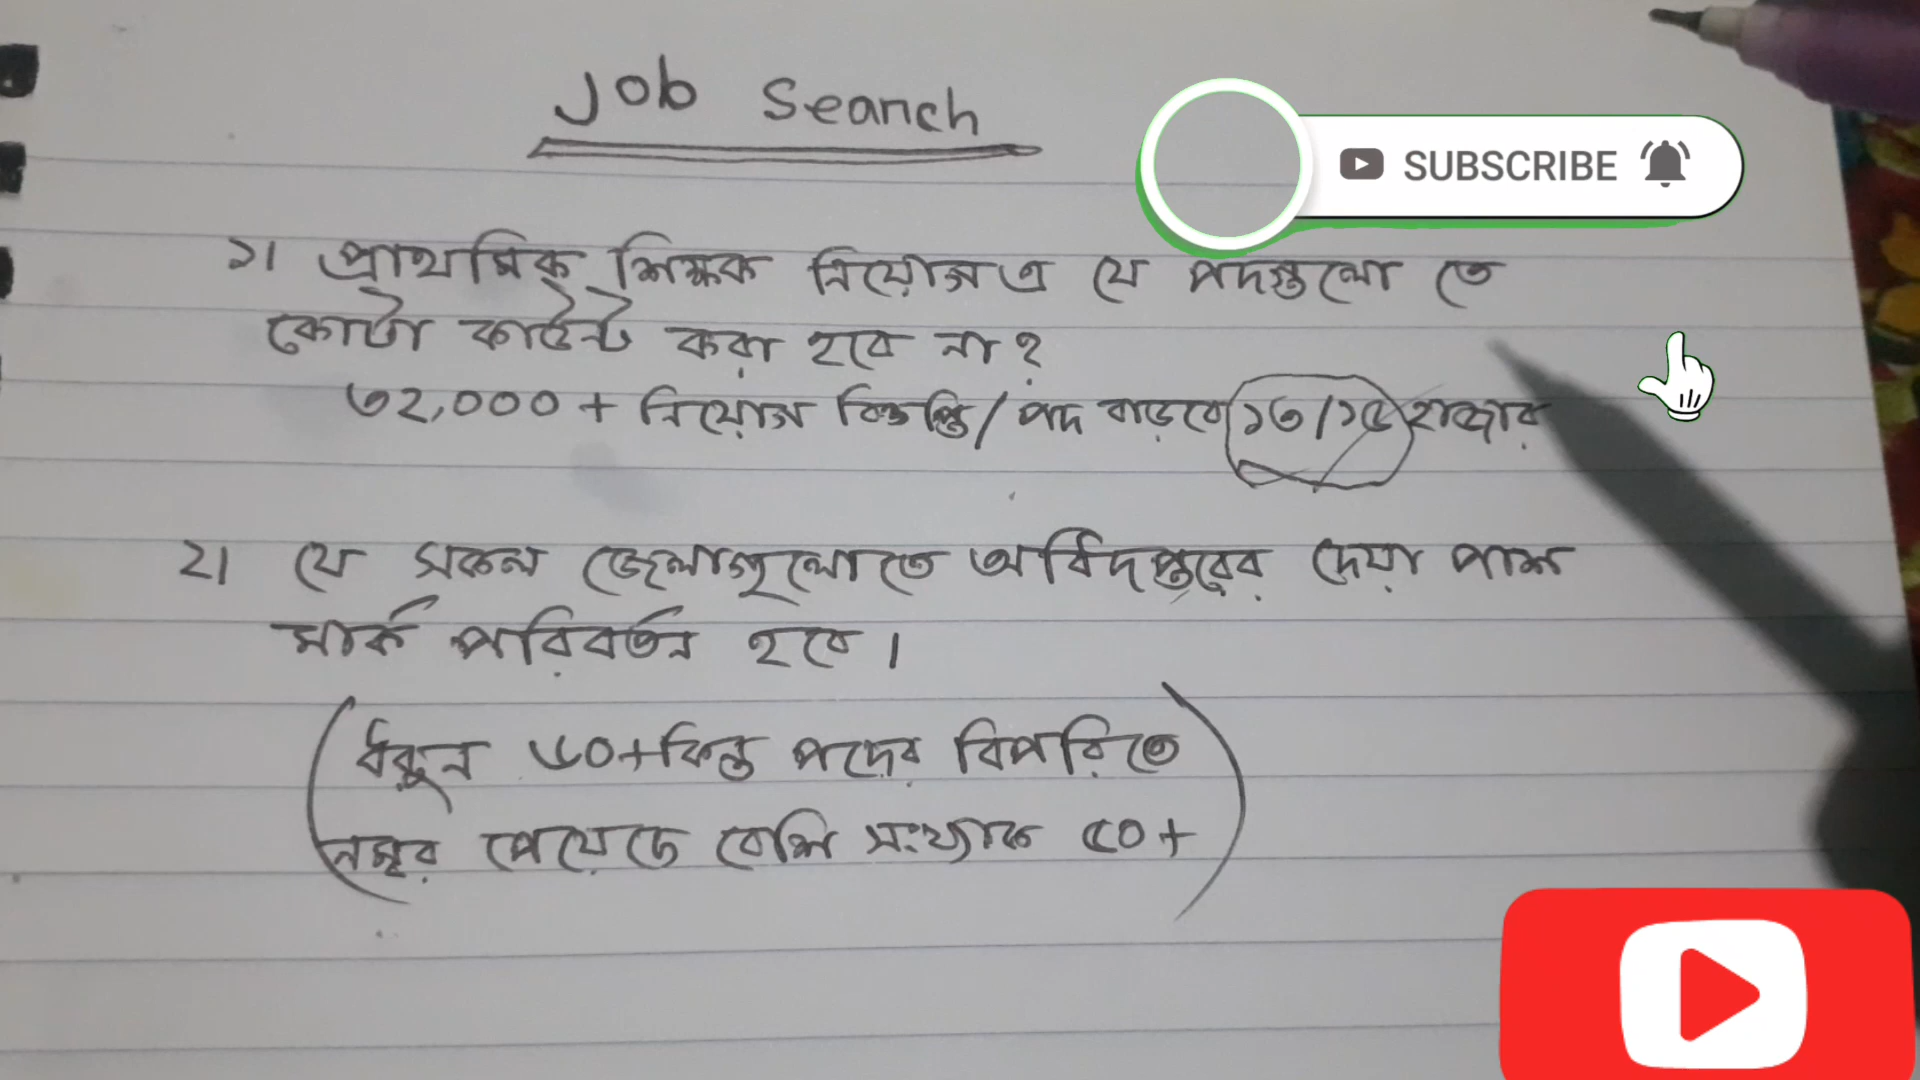 Job Search
SUBSCRIBE
১। প্রাথমিক শিক্ষক নিয়োগ এ যে পদগুলো তে
কোটা কাউন্ট করা হবে না?
৩২,০০০ + নিয়োগ বিজ্ঞপ্তি / পদ বাড়বে ১৩/১৫ হাজার
২। যে সকল জেলাগুলোতে অধিদপ্তরের দেয়া পাশ
মার্ক পরিবর্তন হবে।
(ধরুন ৬০+ কিন্তু পদের বিপরিতে
নম্বর পেয়েছে বেশি সংখ্যক ৫০+)